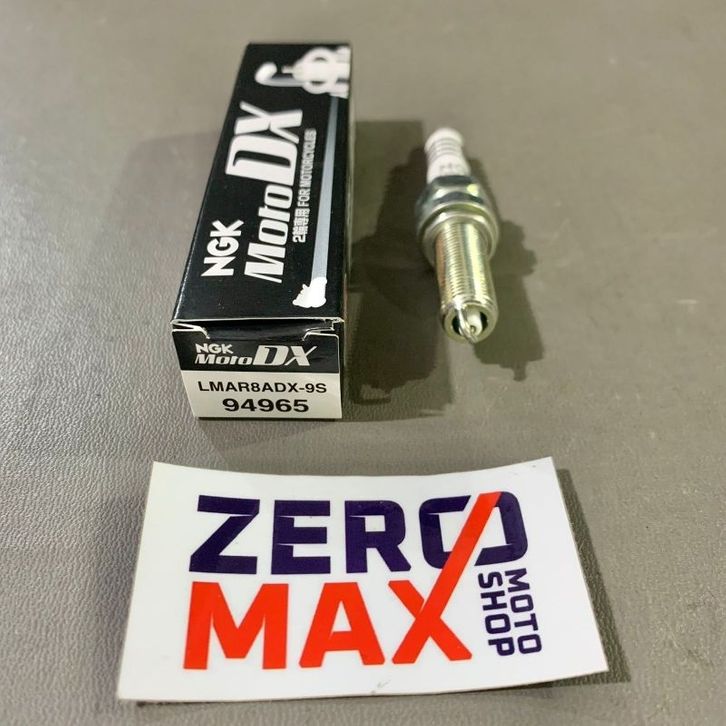 NGK
MotoDX
2輪専用 FOR MOTORCYCLES
NGK
MotoDX
LMAR8ADX-9S
94965
ZERO
MAX
MOTO
SHOP